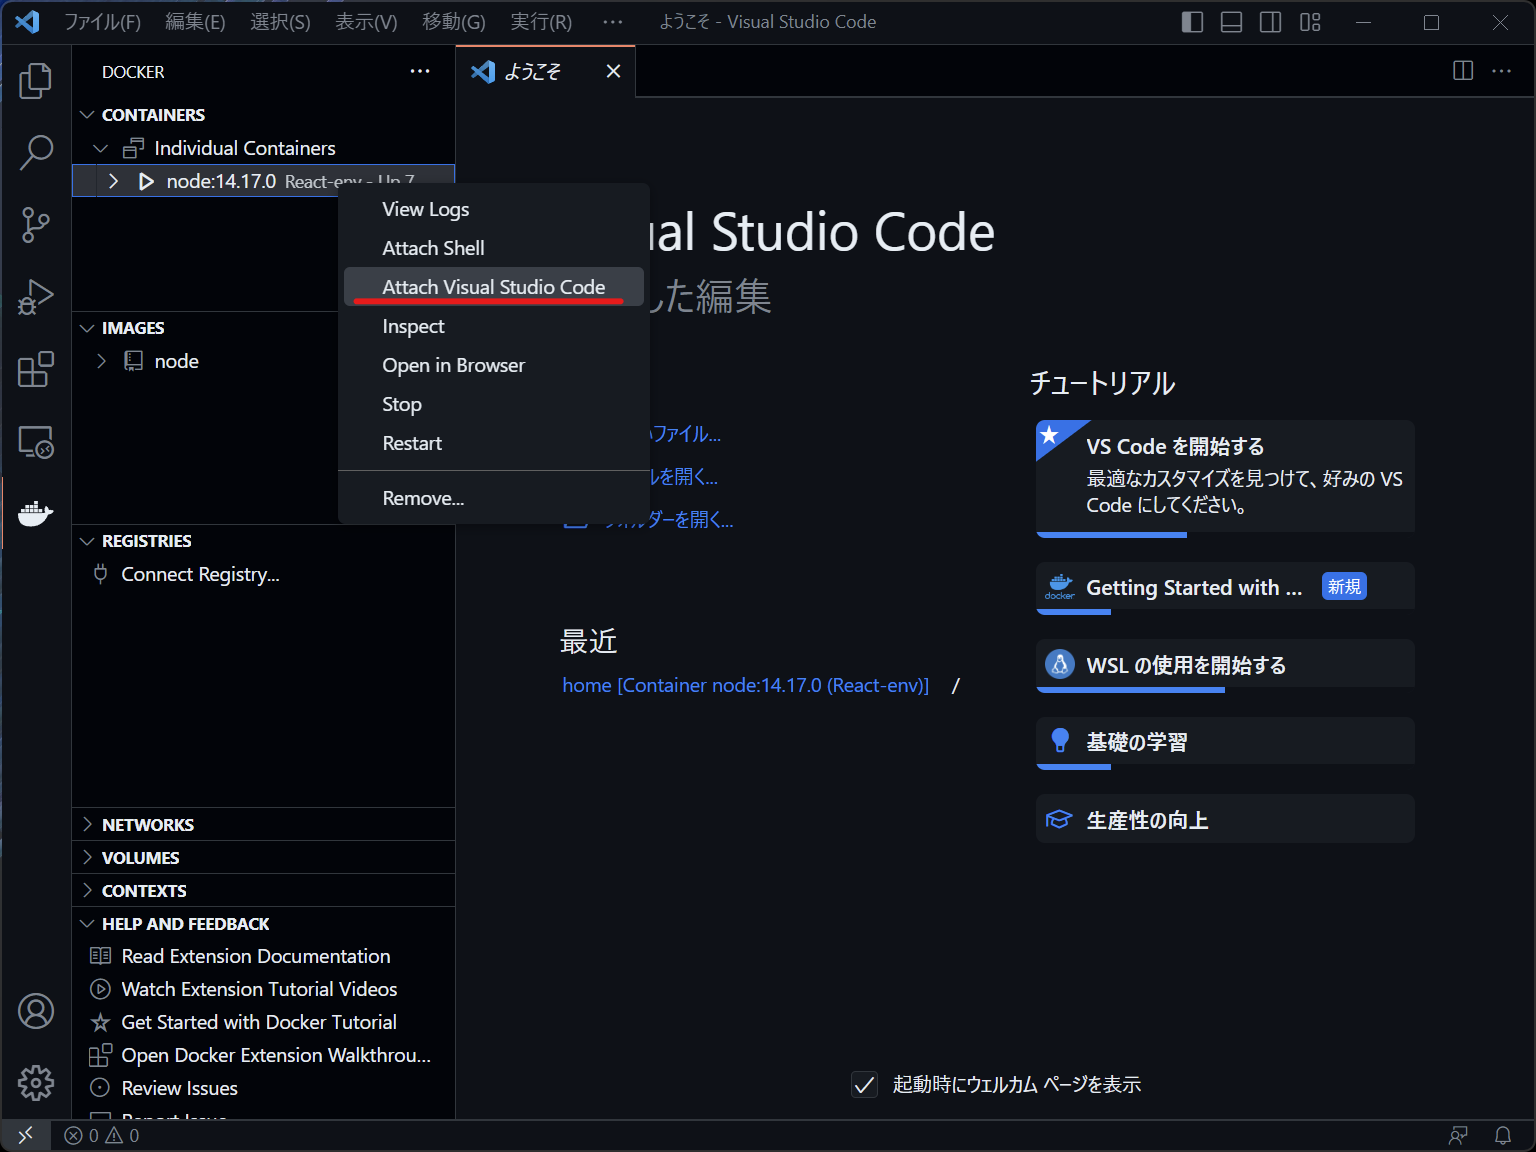 ファイル(F) 編集(E) 選択(S) 表示(V) 移動(G) 実行(R) ··· ようこそ - Visual Studio Code
DOCKER
ようこそ
CONTAINERS
Individual Containers
node:14.17.0 React-env - Up 7
View Logs
Attach Shell
Attach Visual Studio Code
Inspect
Open in Browser
Stop
Restart
Remove...
IMAGES
node
REGISTRIES
Connect Registry...
NETWORKS
VOLUMES
CONTEXTS
HELP AND FEEDBACK
Read Extension Documentation
Watch Extension Tutorial Videos
Get Started with Docker Tutorial
Open Docker Extension Walkthrou...
Review Issues
Report Issue
ual Studio Code
した編集
ファイル...
ルを開く...
フォルダーを開く...
最近
home [Container node:14.17.0 (React-env)] /
チュートリアル
VS Code を開始する
最適なカスタマイズを見つけて、好みの VS
Code にしてください。
docker Getting Started with ... 新規
WSL の使用を開始する
基礎の学習
生産性の向上
起動時にウェルカム ページを表示
0 0